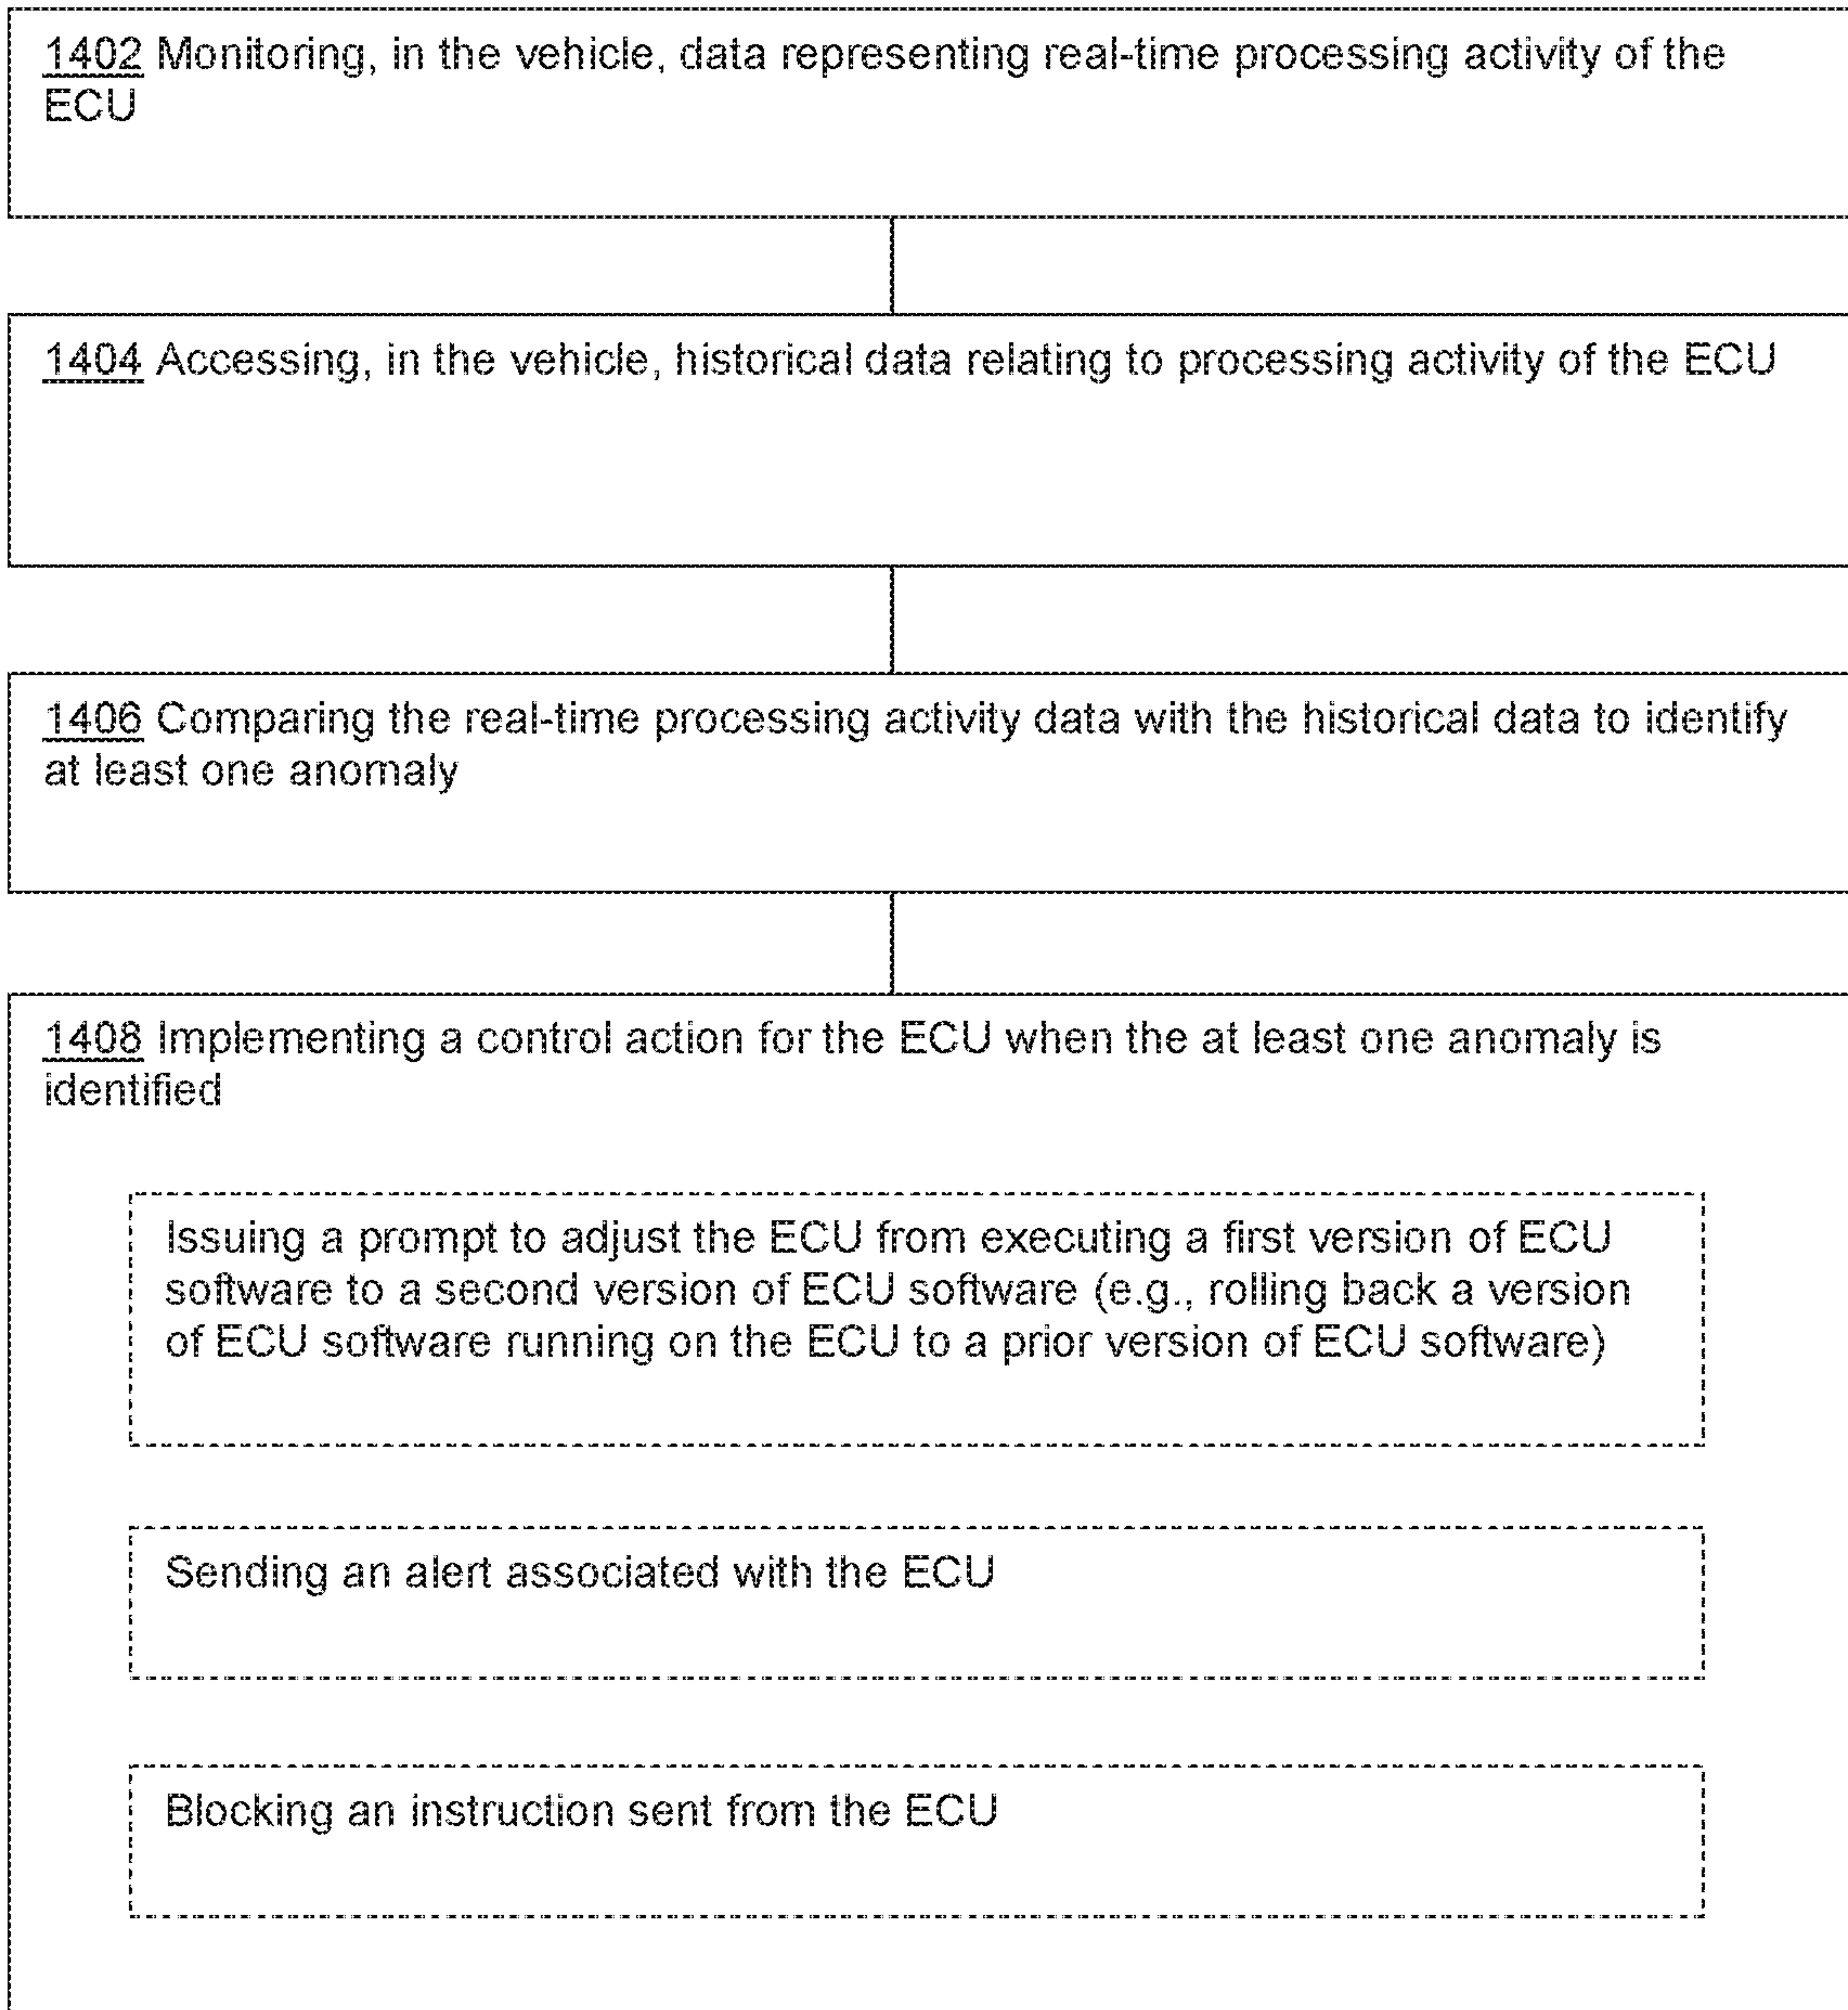 1402 Monitoring, in the vehicle, data representing real-time processing activity of the
ECU
1404 Accessing, in the vehicle, historical data relating to processing activity of the ECU
1406 Comparing the real-time processing activity data with the historical data to identify
at least one anomaly
1408 Implementing a control action for the ECU when the at least one anomaly is
identified
Issuing a prompt to adjust the ECU from executing a first version of ECU
software to a second version of ECU software (e.g., rolling back a version
of ECU software running on the ECU to a prior version of ECU software)
Sending an alert associated with the ECU
Blocking an instruction sent from the ECU